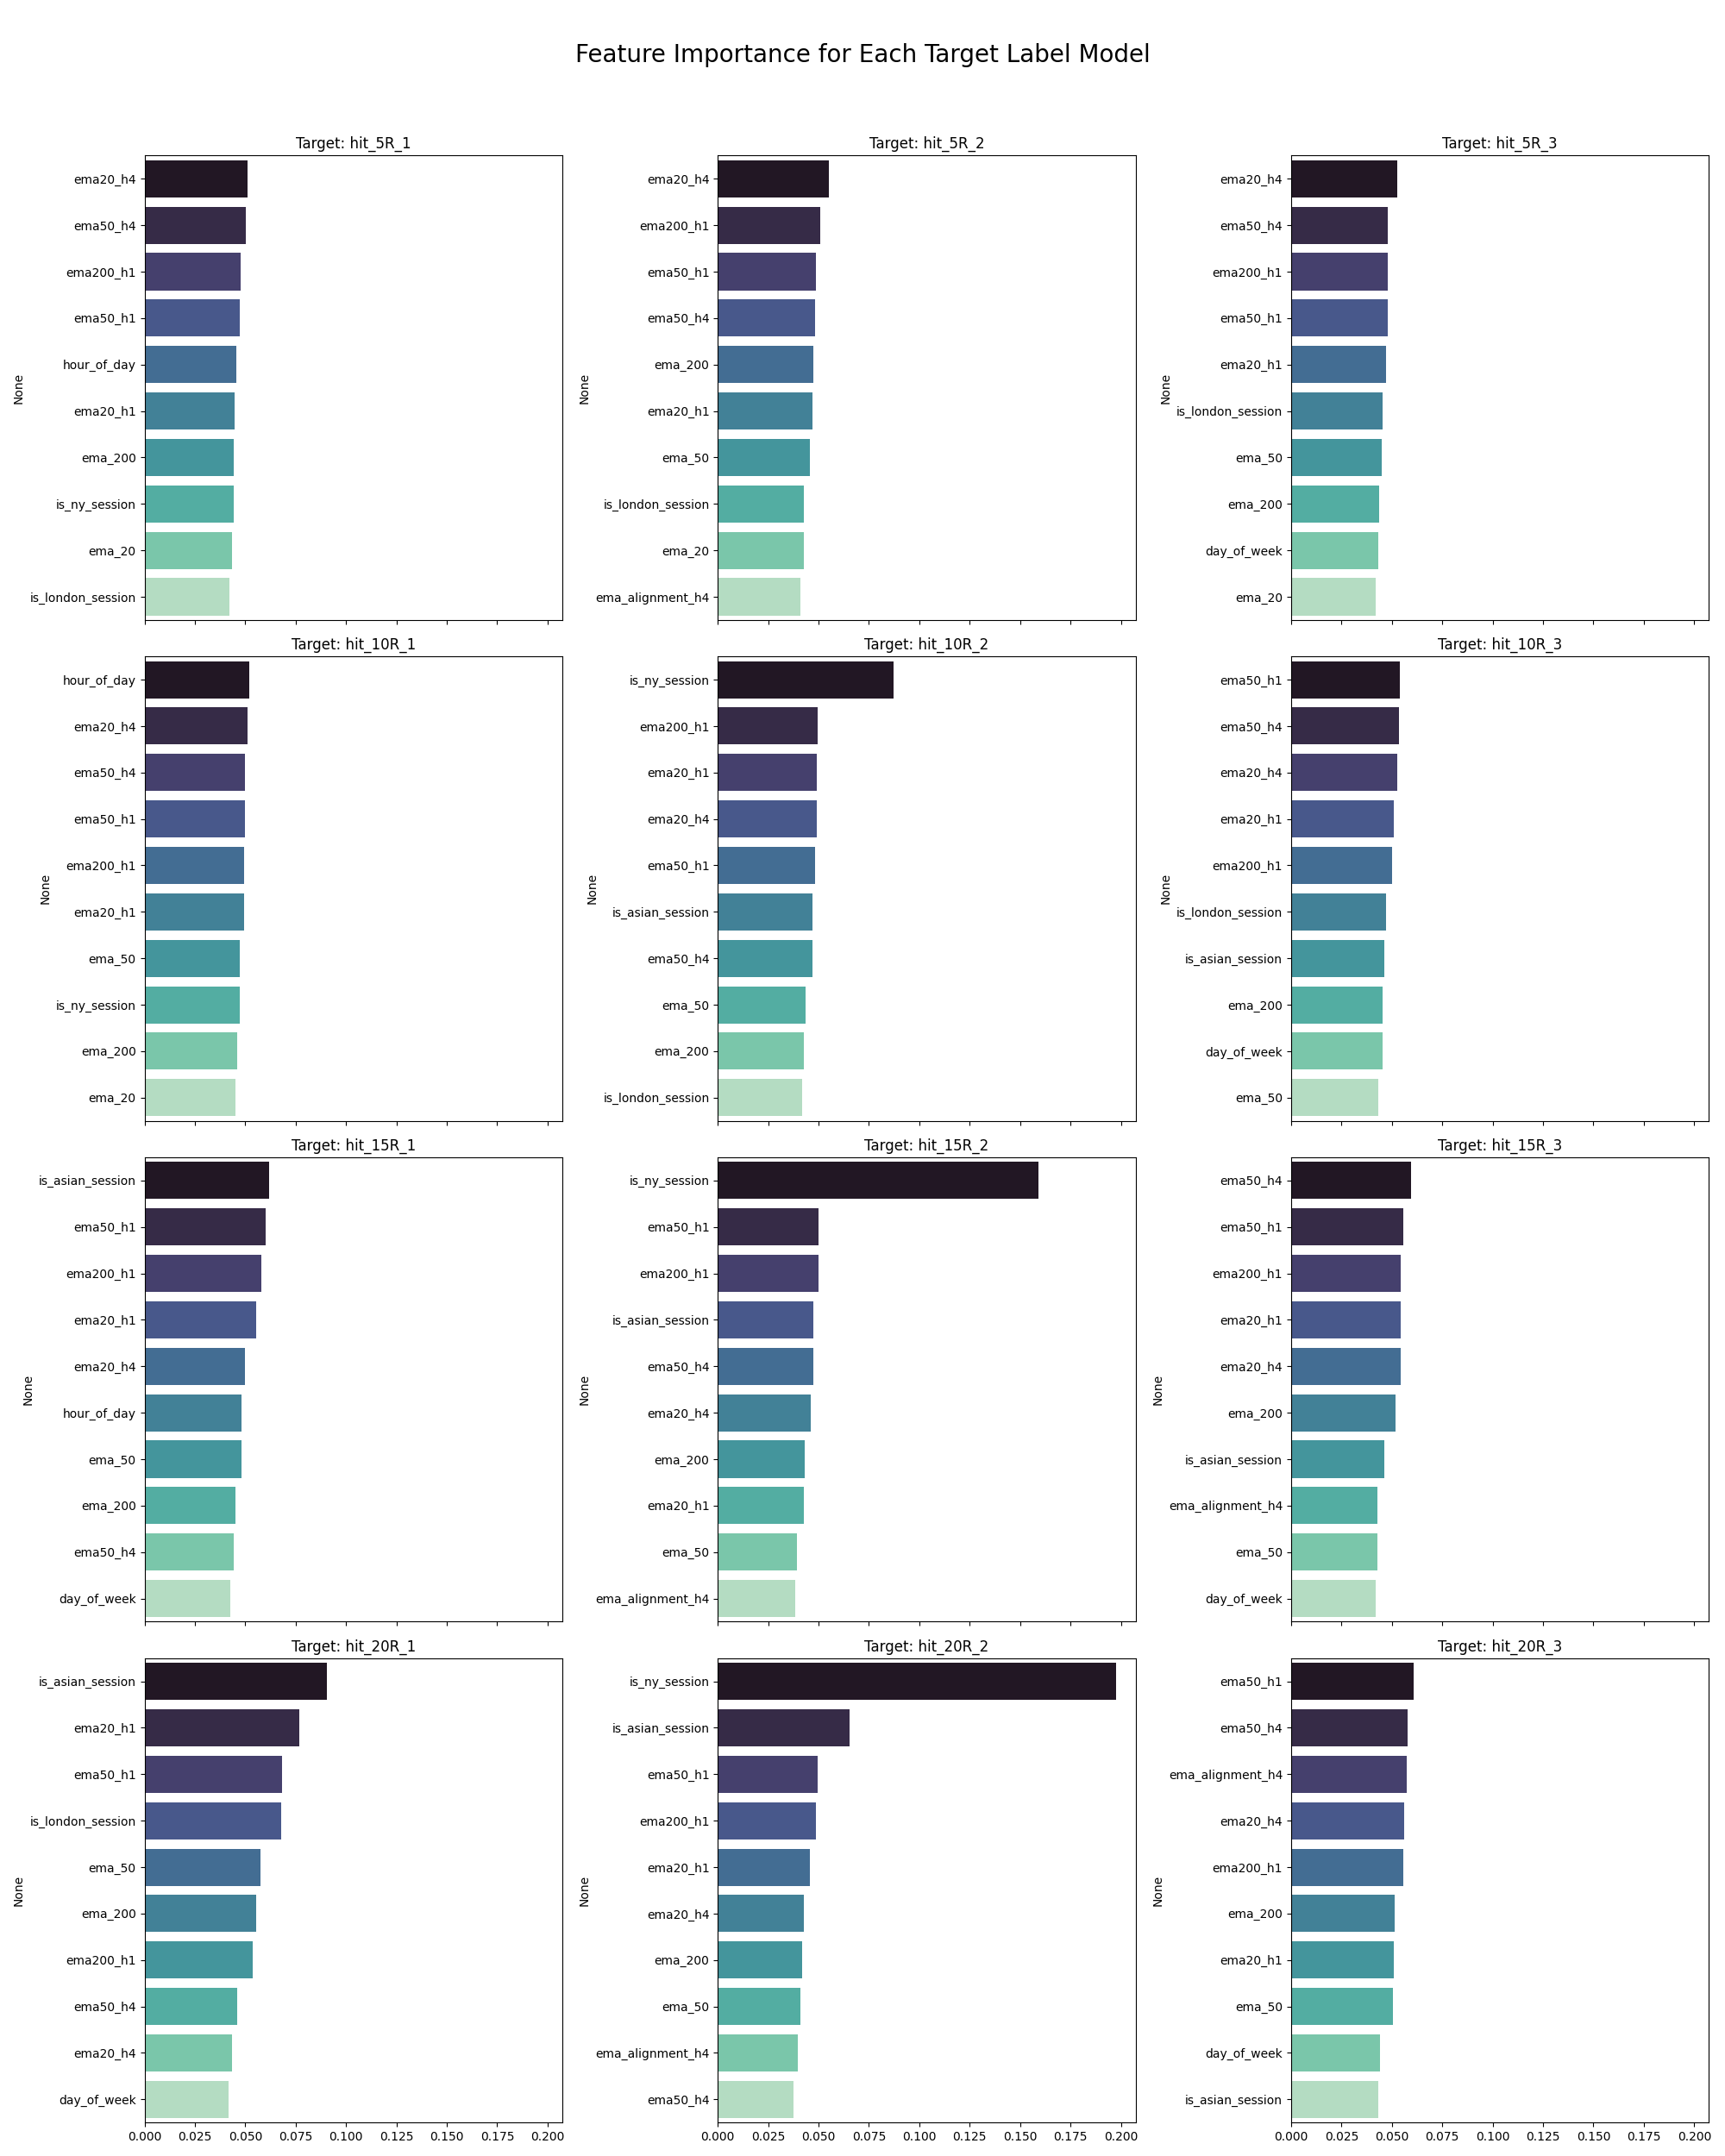 Feature Importance for Each Target Label Model
Target: hit_5R_1
ema20_h4
ema50_h4
ema200_h1
ema50_h1
hour_of_day
ema20_h1
ema_200
is_ny_session
ema_20
is_london_session
None
Target: hit_5R_2
ema20_h4
ema200_h1
ema50_h1
ema50_h4
ema_200
ema20_h1
ema_50
is_london_session
ema_20
ema_alignment_h4
None
Target: hit_5R_3
ema20_h4
ema50_h4
ema200_h1
ema50_h1
ema20_h1
is_london_session
ema_50
ema_200
day_of_week
ema_20
None
Target: hit_10R_1
hour_of_day
ema20_h4
ema50_h4
ema50_h1
ema200_h1
ema20_h1
ema_50
is_ny_session
ema_200
ema_20
None
Target: hit_10R_2
is_ny_session
ema200_h1
ema20_h1
ema20_h4
ema50_h1
is_asian_session
ema50_h4
ema_50
ema_200
is_london_session
None
Target: hit_10R_3
ema50_h1
ema50_h4
ema20_h4
ema20_h1
ema200_h1
is_london_session
is_asian_session
ema_200
day_of_week
ema_50
None
Target: hit_15R_1
is_asian_session
ema50_h1
ema200_h1
ema20_h1
ema20_h4
hour_of_day
ema_50
ema_200
ema50_h4
day_of_week
None
Target: hit_15R_2
is_ny_session
ema50_h1
ema200_h1
is_asian_session
ema50_h4
ema20_h4
ema_200
ema20_h1
ema_50
ema_alignment_h4
None
Target: hit_15R_3
ema50_h4
ema50_h1
ema200_h1
ema20_h1
ema20_h4
ema_200
is_asian_session
ema_alignment_h4
ema_50
day_of_week
None
Target: hit_20R_1
is_asian_session
ema20_h1
ema50_h1
is_london_session
ema_50
ema_200
ema200_h1
ema50_h4
ema20_h4
day_of_week
None
0.000 0.025 0.050 0.075 0.100 0.125 0.150 0.175 0.200
Target: hit_20R_2
is_ny_session
is_asian_session
ema50_h1
ema200_h1
ema20_h1
ema20_h4
ema_200
ema_50
ema_alignment_h4
ema50_h4
None
0.000 0.025 0.050 0.075 0.100 0.125 0.150 0.175 0.200
Target: hit_20R_3
ema50_h1
ema50_h4
ema_alignment_h4
ema20_h4
ema200_h1
ema_200
ema20_h1
ema_50
day_of_week
is_asian_session
None
0.000 0.025 0.050 0.075 0.100 0.125 0.150 0.175 0.200